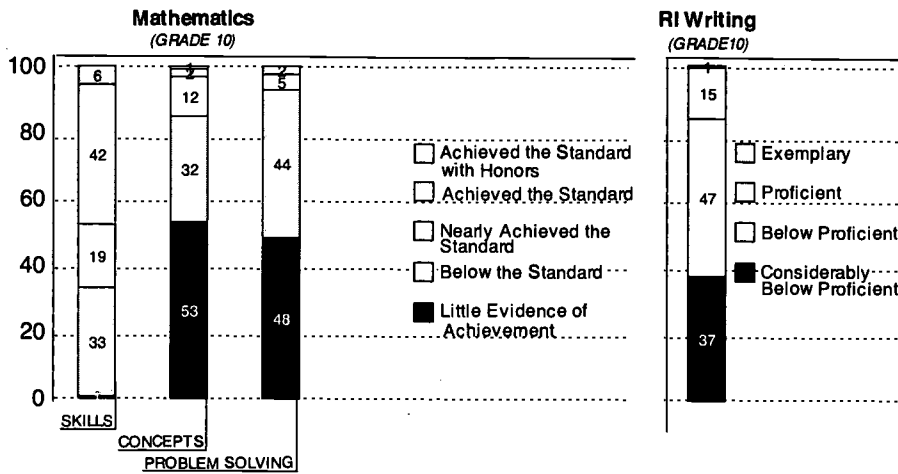 Mathematics
(GRADE 10)
RI Writing
(GRADE10)
100
80
60
40
20
0
6
42
19
33
1
2
12
32
53
2
5
44
48
Achieved the Standard
with Honors
Achieved the Standard
Nearly Achieved the
Standard
Below the Standard
Little Evidence of
Achievement
1
15
47
37
Exemplary
Proficient
Below Proficient
Considerably
Below Proficient
SKILLS
CONCEPTS
PROBLEM SOLVING